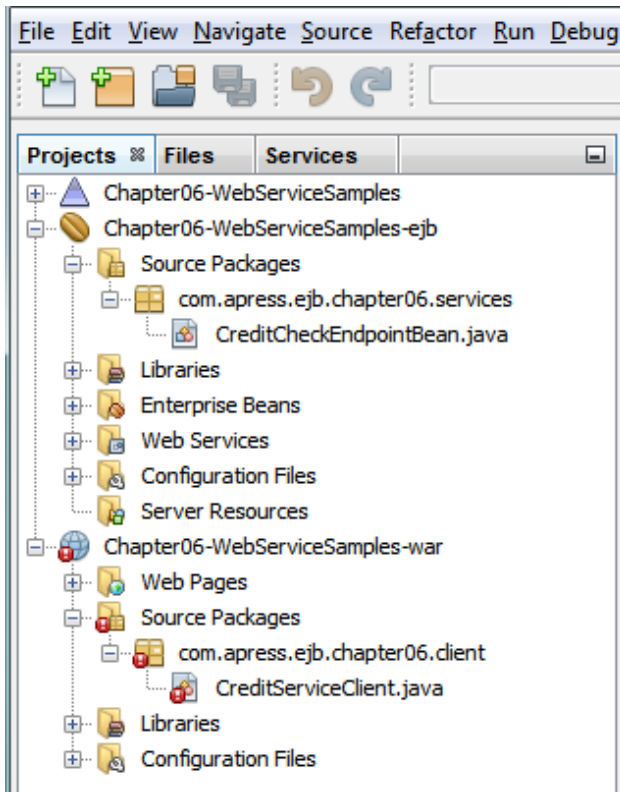 File Edit View Navigate Source Refactor Run Debug
Projects Files Services
Chapter06-WebServiceSamples
Chapter06-WebServiceSamples-ejb
Source Packages
com.apress.ejb.chapter06.services
CreditCheckEndpointBean.java
Libraries
Enterprise Beans
Web Services
Configuration Files
Server Resources
Chapter06-WebServiceSamples-war
Web Pages
Source Packages
com.apress.ejb.chapter06.client
CreditServiceClient.java
Libraries
Configuration Files